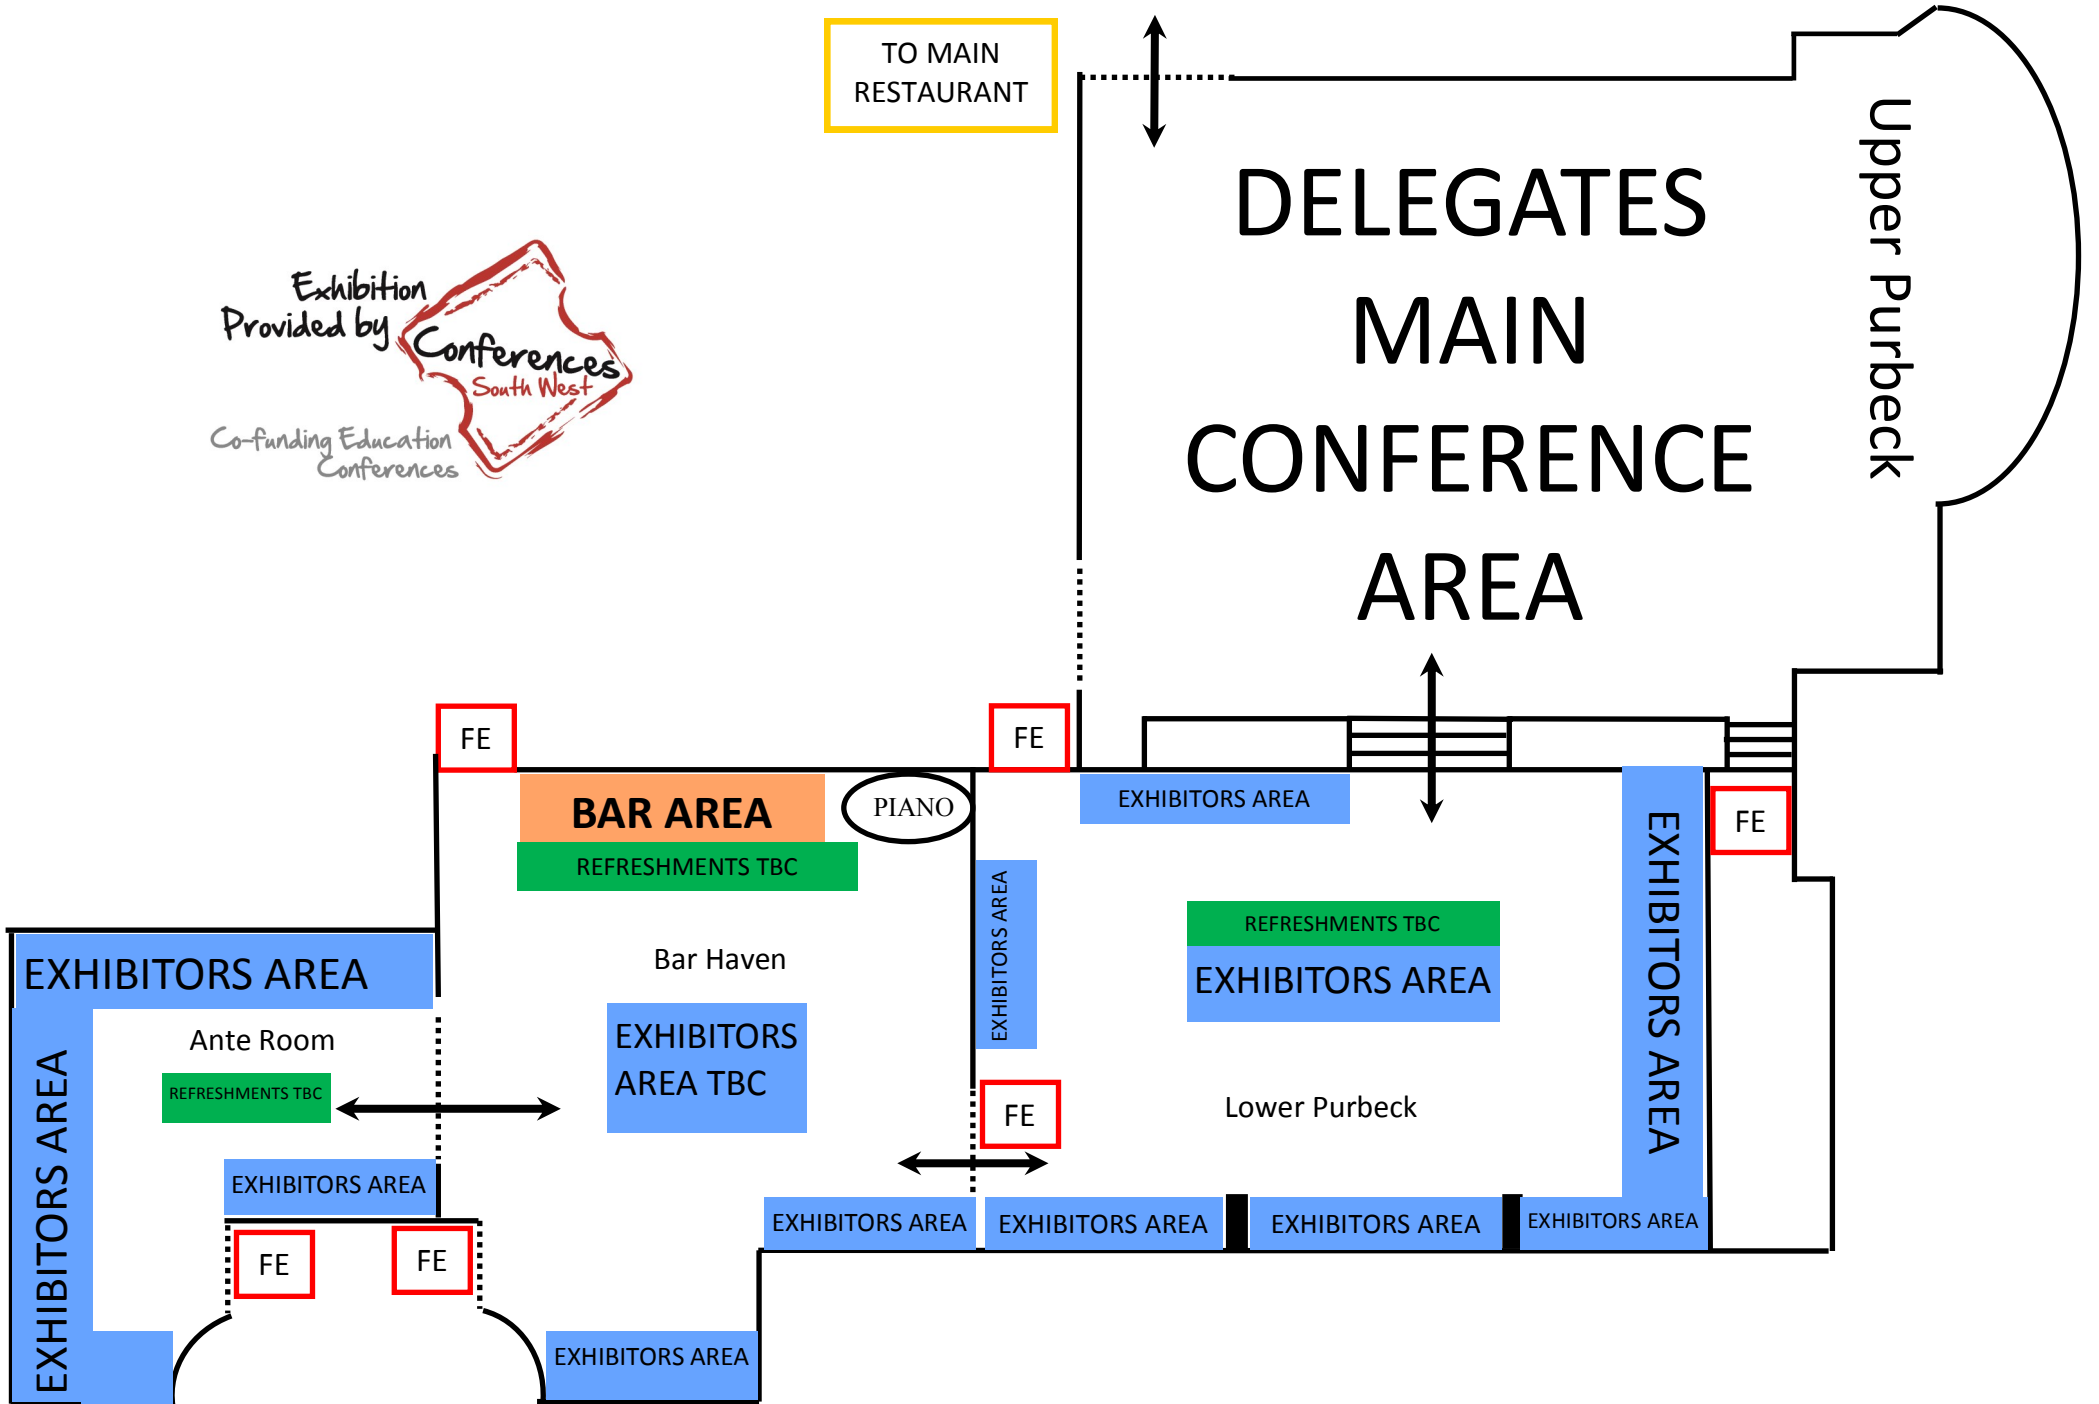 TO MAIN
RESTAURANT
DELEGATES
MAIN
CONFERENCE
AREA
Upper Purbeck
Exhibition
Provided by
Conferences
South West
Co-funding Education
Conferences
FE
FE
BAR AREA
PIANO
EXHIBITORS AREA
FE
REFRESHMENTS TBC
EXHIBITORS AREA
EXHIBITORS AREA
REFRESHMENTS TBC
EXHIBITORS AREA
Bar Haven
EXHIBITORS AREA
Ante Room
EXHIBITORS
AREA TBC
REFRESHMENTS TBC
FE
Lower Purbeck
EXHIBITORS AREA
EXHIBITORS AREA
EXHIBITORS AREA
EXHIBITORS AREA
EXHIBITORS AREA
EXHIBITORS AREA
FE
FE
EXHIBITORS AREA